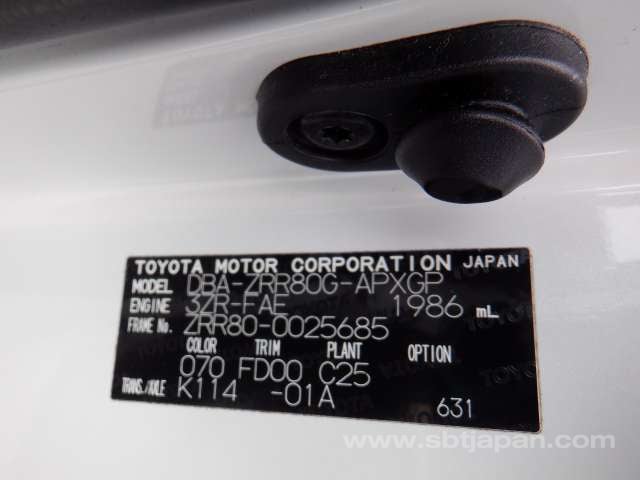 TOYOTA MOTOR CORPORATION JAPAN
MODEL DBA-ZRR80G-APXGP
ENGINE 3ZR-FAE 1986 mL
FRAME No. ZRR80-0025685
COLOR TRIM PLANT OPTION
070 FD00 C25
TRANS./AXLE K114 -01A
631
www.sbtjapan.com